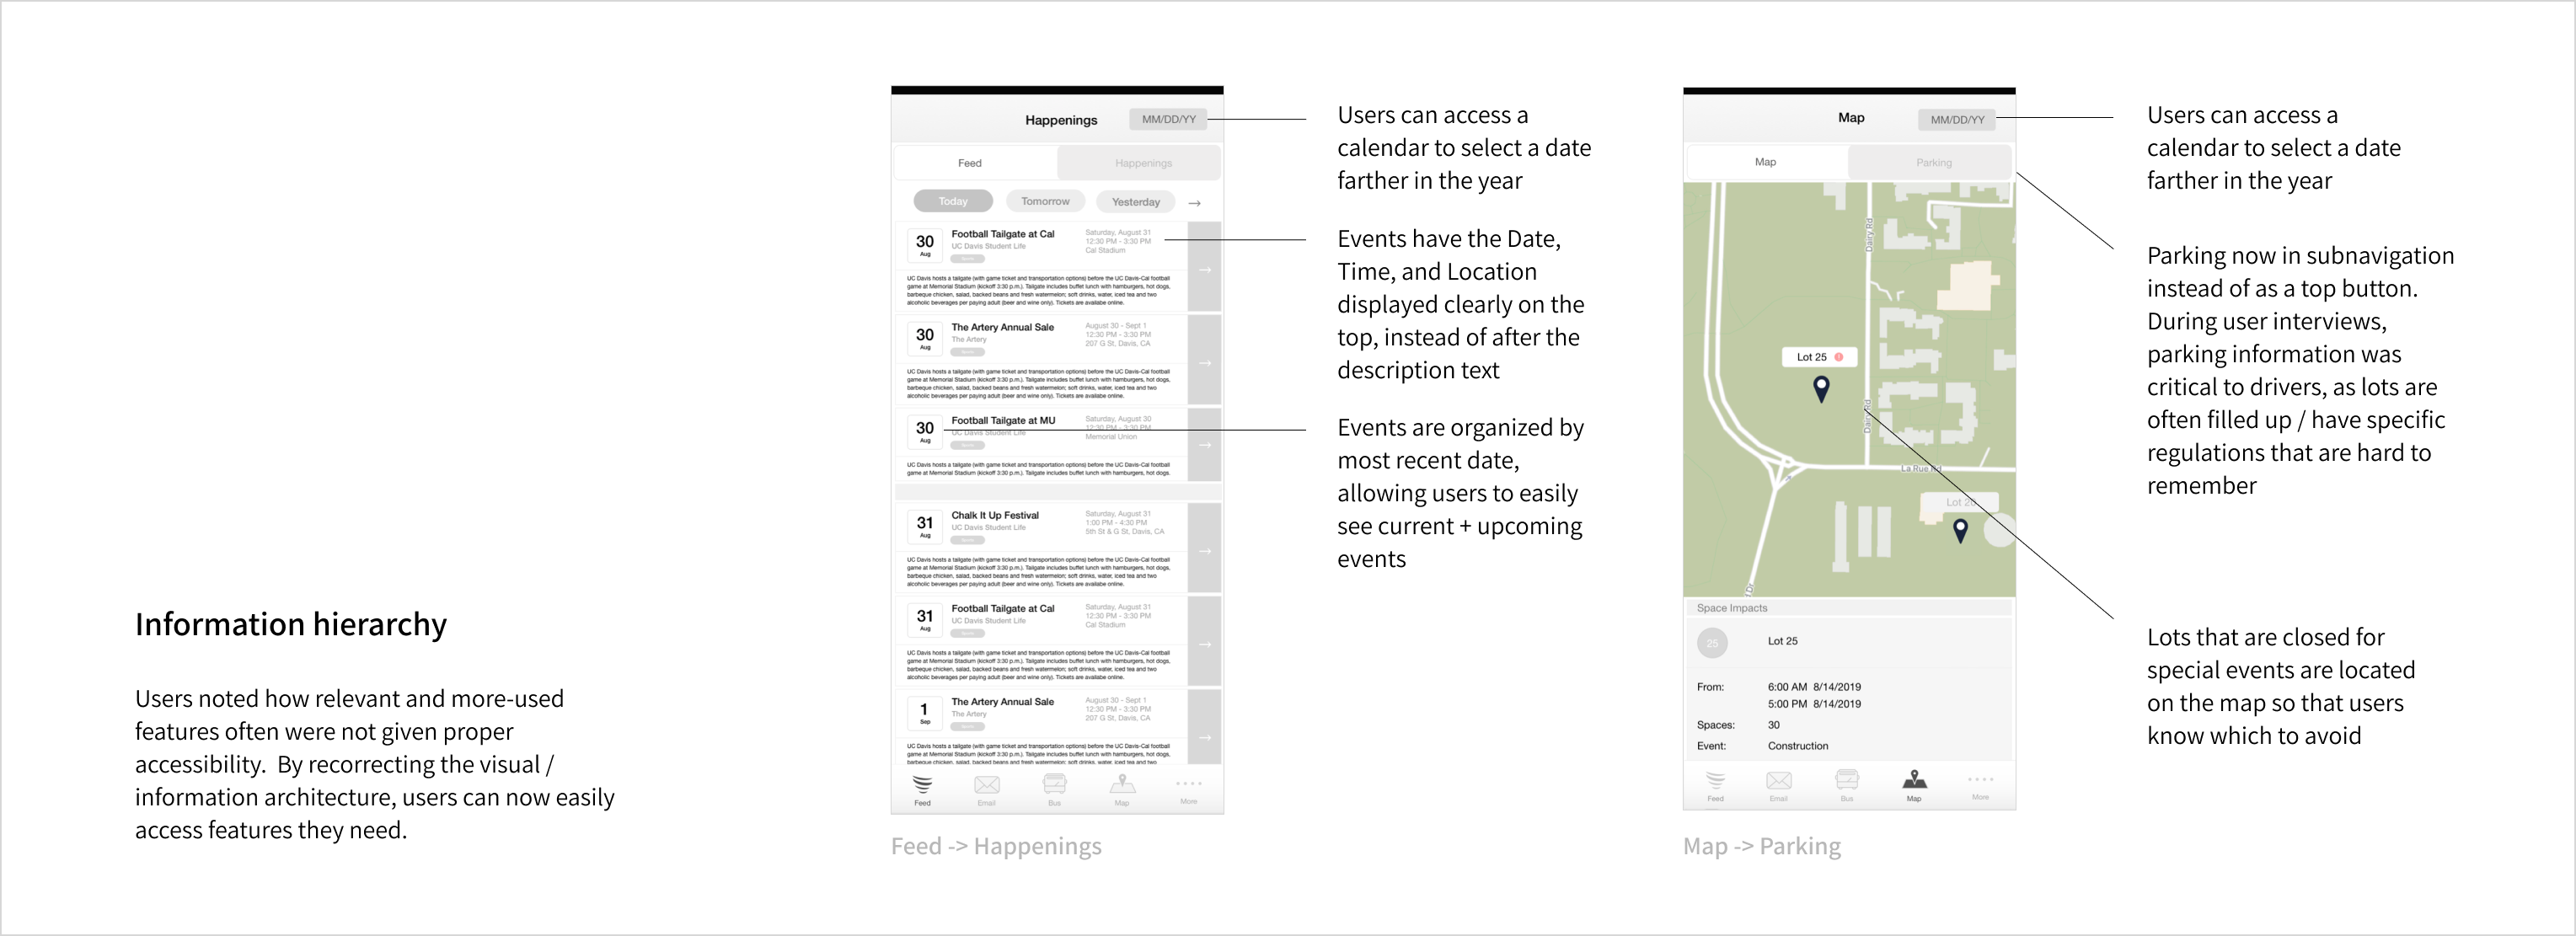 Information hierarchy
Users noted how relevant and more-used
features often were not given proper
accessibility.  By recorrecting the visual /
information architecture, users can now easily
access features they need.
Happenings
MM/DD/YY
Feed
Happenings
Today
Tomorrow
Yesterday
→
30
Aug
Football Tailgate at Cal
UC Davis Student Life
Saturday, August 31
12:30 PM - 3:30 PM
Cal Stadium
UC Davis hosts a tailgate (with game ticket and transportation options) before the UC Davis-Cal football
game at Memorial Stadium (kickoff 3:30 p.m.). Tailgate includes buffet lunch with hamburgers, hot dogs,
barbeque chicken, salad, backed beans and fresh watermelon; soft drinks, water, iced tea and two
alcoholic beverages per paying adult (beer and wine only). Tickets are availabe online.
30
Aug
The Artery Annual Sale
The Artery
August 30 - Sept 1
12:30 PM - 3:30 PM
207 G St, Davis, CA
UC Davis hosts a tailgate (with game ticket and transportation options) before the UC Davis-Cal football
game at Memorial Stadium (kickoff 3:30 p.m.). Tailgate includes buffet lunch with hamburgers, hot dogs,
barbeque chicken, salad, backed beans and fresh watermelon; soft drinks, water, iced tea and two
alcoholic beverages per paying adult (beer and wine only). Tickets are availabe online.
30
Aug
Football Tailgate at MU
UC Davis Student Life
Saturday, August 30
12:30 PM - 3:30 PM
Memorial Union
UC Davis hosts a tailgate (with game ticket and transportation options) before the UC Davis-Cal football
game at Memorial Stadium (kickoff 3:30 p.m.). Tailgate includes buffet lunch with hamburgers, hot dogs,
31
Aug
Chalk It Up Festival
UC Davis Student Life
Saturday, August 31
1:00 PM - 4:30 PM
5th St & G St, Davis, CA
UC Davis hosts a tailgate (with game ticket and transportation options) before the UC Davis-Cal football
game at Memorial Stadium (kickoff 3:30 p.m.). Tailgate includes buffet lunch with hamburgers, hot dogs,
barbeque chicken, salad, backed beans and fresh watermelon; soft drinks, water, iced tea and two
alcoholic beverages per paying adult (beer and wine only). Tickets are availabe online.
31
Aug
Football Tailgate at Cal
UC Davis Student Life
Saturday, August 31
12:30 PM - 3:30 PM
Cal Stadium
UC Davis hosts a tailgate (with game ticket and transportation options) before the UC Davis-Cal football
game at Memorial Stadium (kickoff 3:30 p.m.). Tailgate includes buffet lunch with hamburgers, hot dogs,
barbeque chicken, salad, backed beans and fresh watermelon; soft drinks, water, iced tea and two
alcoholic beverages per paying adult (beer and wine only). Tickets are availabe online.
1
Sep
The Artery Annual Sale
The Artery
August 30 - Sept 1
12:30 PM - 3:30 PM
207 G St, Davis, CA
UC Davis hosts a tailgate (with game ticket and transportation options) before the UC Davis-Cal football
game at Memorial Stadium (kickoff 3:30 p.m.). Tailgate includes buffet lunch with hamburgers, hot dogs,
barbeque chicken, salad, backed beans and fresh watermelon; soft drinks, water, iced tea and two
Feed
Email
Bus
Map
More
Feed -> Happenings
Users can access a
calendar to select a date
farther in the year
Events have the Date,
Time, and Location
displayed clearly on the
top, instead of after the
description text
Events are organized by
most recent date,
allowing users to easily
see current + upcoming
events
Map
MM/DD/YY
Map
Parking
Dairy Rd
Lot 25
Dairy Rd
La Rue Rd
Lot 20
Space Impacts
25
Lot 25
From:
6:00 AM  8/14/2019
5:00 PM  8/14/2019
Spaces:
30
Event:
Construction
Feed
Email
Bus
Map
More
Map -> Parking
Users can access a
calendar to select a date
farther in the year
Parking now in subnavigation
instead of as a top button.
During user interviews,
parking information was
critical to drivers, as lots are
often filled up / have specific
regulations that are hard to
remember
Lots that are closed for
special events are located
on the map so that users
know which to avoid